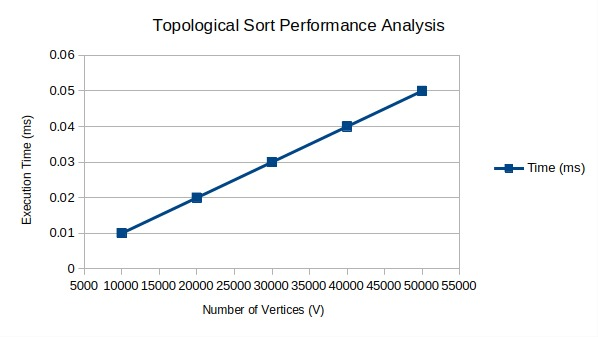 Topological Sort Performance Analysis
0.06
0.05
0.04
0.03
0.02
0.01
0
Execution Time (ms)
5000 10000 15000 20000 25000 30000 35000 40000 45000 50000 55000
Number of Vertices (V)
Time (ms)